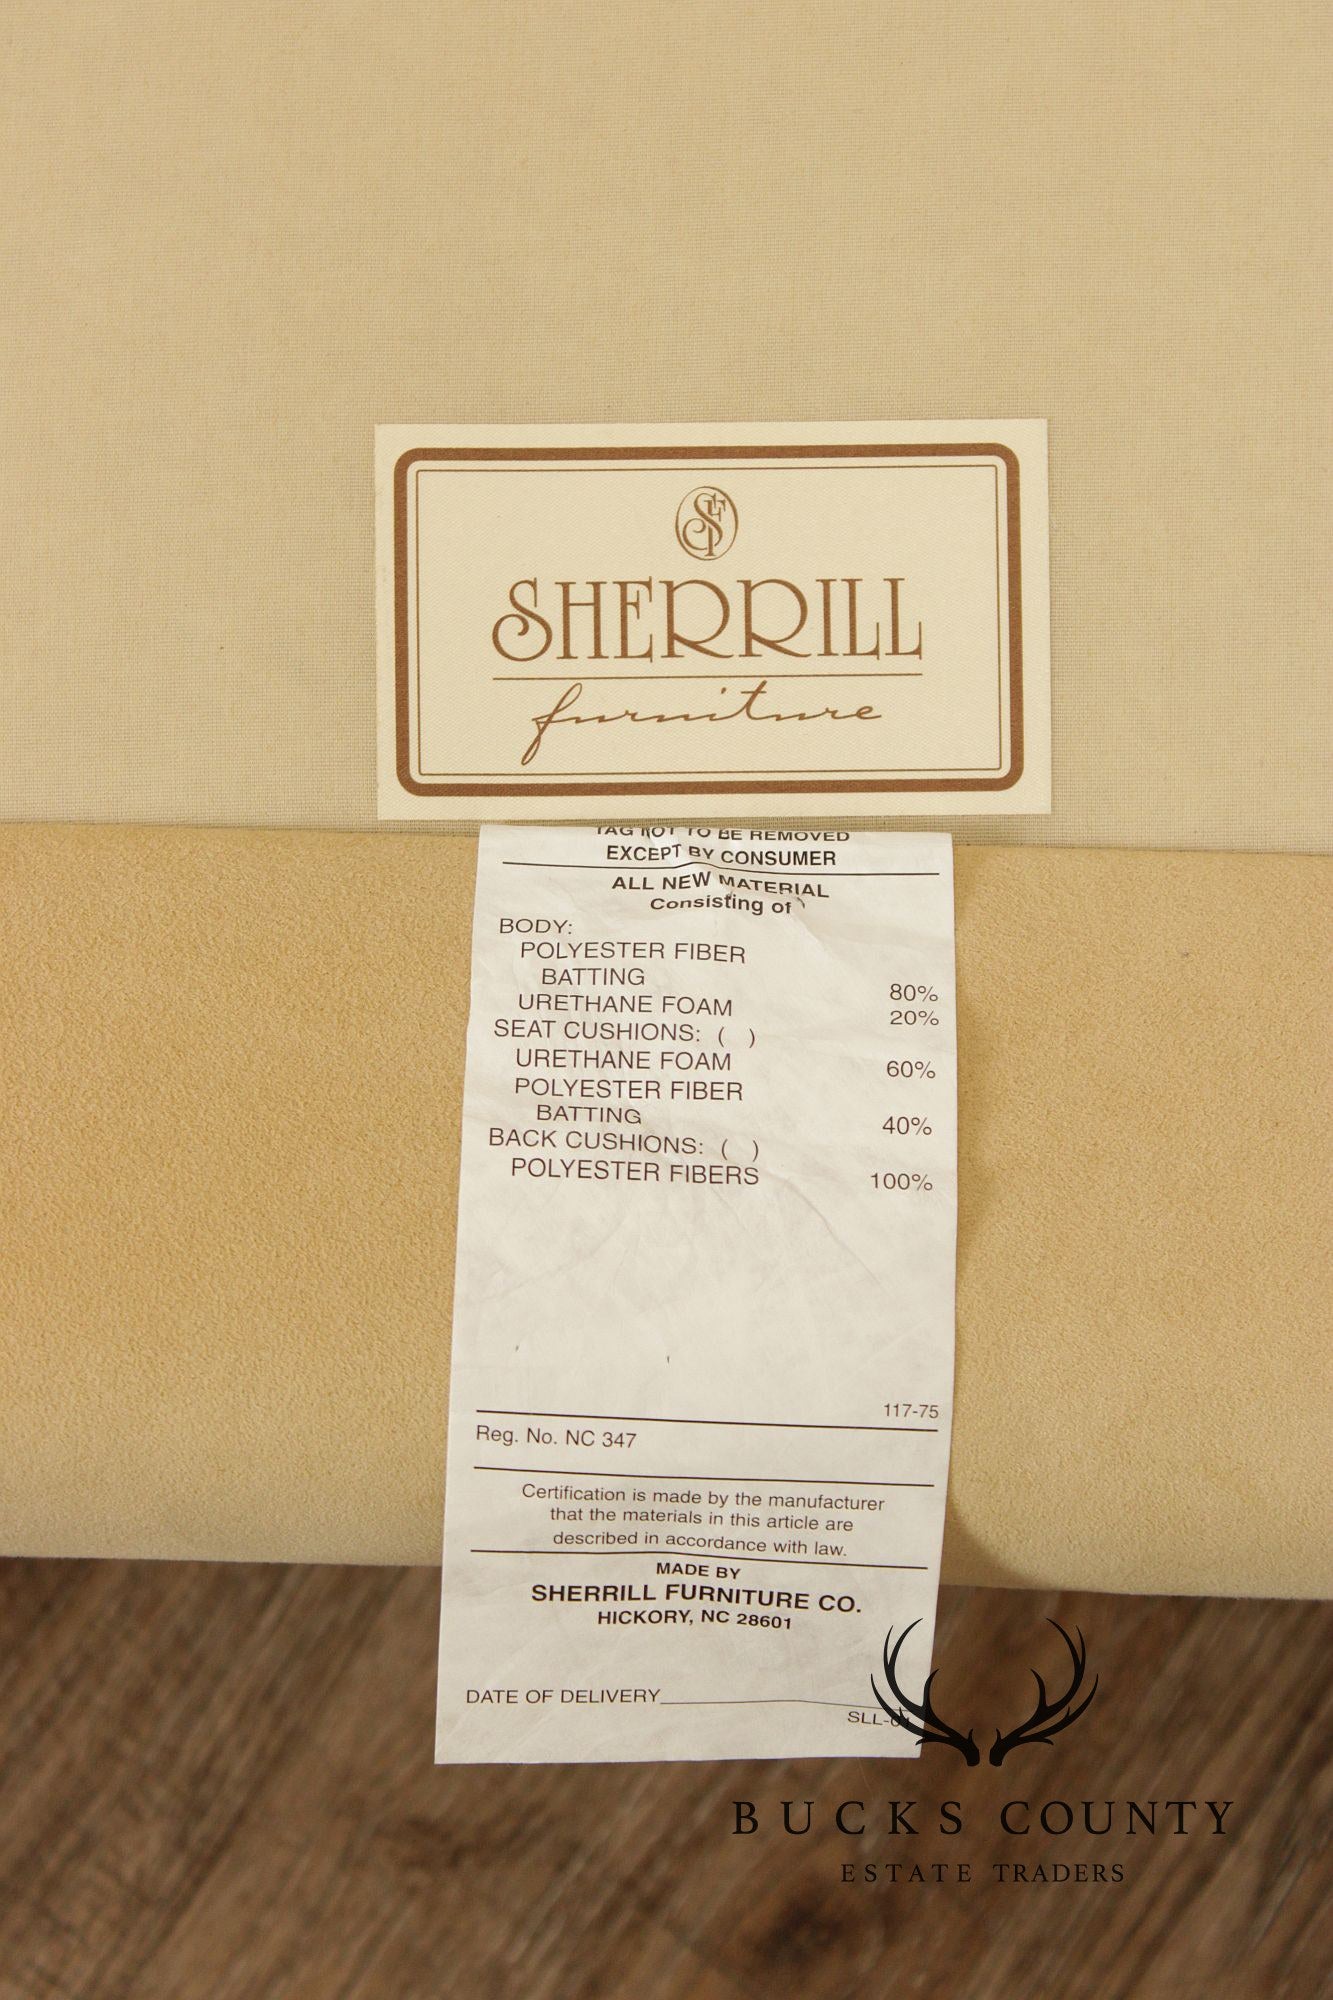 SF
SHERRILL
furniture
TAG NOT TO BE REMOVED
EXCEPT BY CONSUMER
ALL NEW MATERIAL
Consisting of
BODY:
POLYESTER FIBER
BATTING 80%
URETHANE FOAM 20%
SEAT CUSHIONS: ( )
URETHANE FOAM 60%
POLYESTER FIBER
BATTING 40%
BACK CUSHIONS: ( )
POLYESTER FIBERS 100%
117-75
Reg. No. NC 347
Certification is made by the manufacturer
that the materials in this article are
described in accordance with law.
MADE BY
SHERRILL FURNITURE CO.
HICKORY, NC 28601
DATE OF DELIVERY
BUCKS COUNTY
ESTATE TRADERS